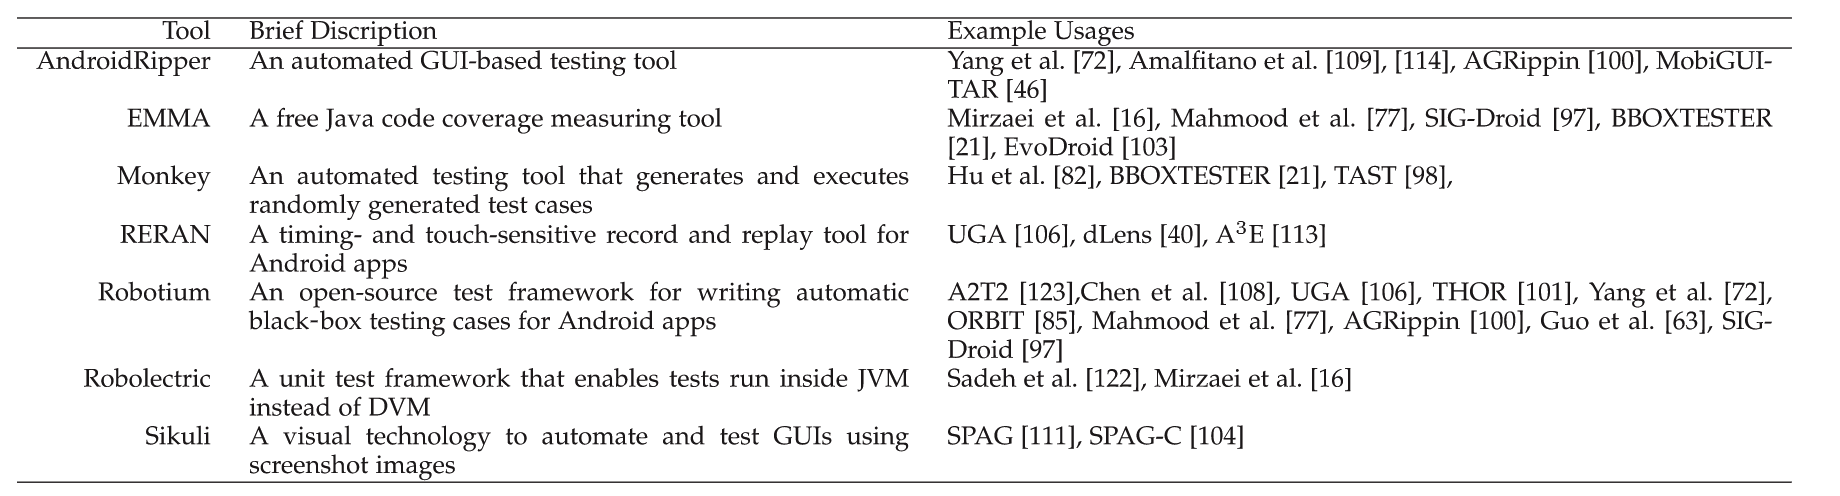 Tool Brief Discription Example Usages
AndroidRipper An automated GUI-based testing tool Yang et al. [72], Amalfitano et al. [109], [114], AGRippin [100], MobiGUI-
TAR [46]
EMMA A free Java code coverage measuring tool Mirzaei et al. [16], Mahmood et al. [77], SIG-Droid [97], BBOXTESTER
[21], EvoDroid [103]
Monkey An automated testing tool that generates and executes Hu et al. [82], BBOXTESTER [21], TAST [98],
randomly generated test cases
RERAN A timing- and touch-sensitive record and replay tool for UGA [106], dLens [40], A³E [113]
Android apps
Robotium An open-source test framework for writing automatic A2T2 [123],Chen et al. [108], UGA [106], THOR [101], Yang et al. [72],
black-box testing cases for Android apps ORBIT [85], Mahmood et al. [77], AGRippin [100], Guo et al. [63], SIG-
Droid [97]
Robolectric A unit test framework that enables tests run inside JVM Sadeh et al. [122], Mirzaei et al. [16]
instead of DVM
Sikuli A visual technology to automate and test GUIs using SPAG [111], SPAG-C [104]
screenshot images